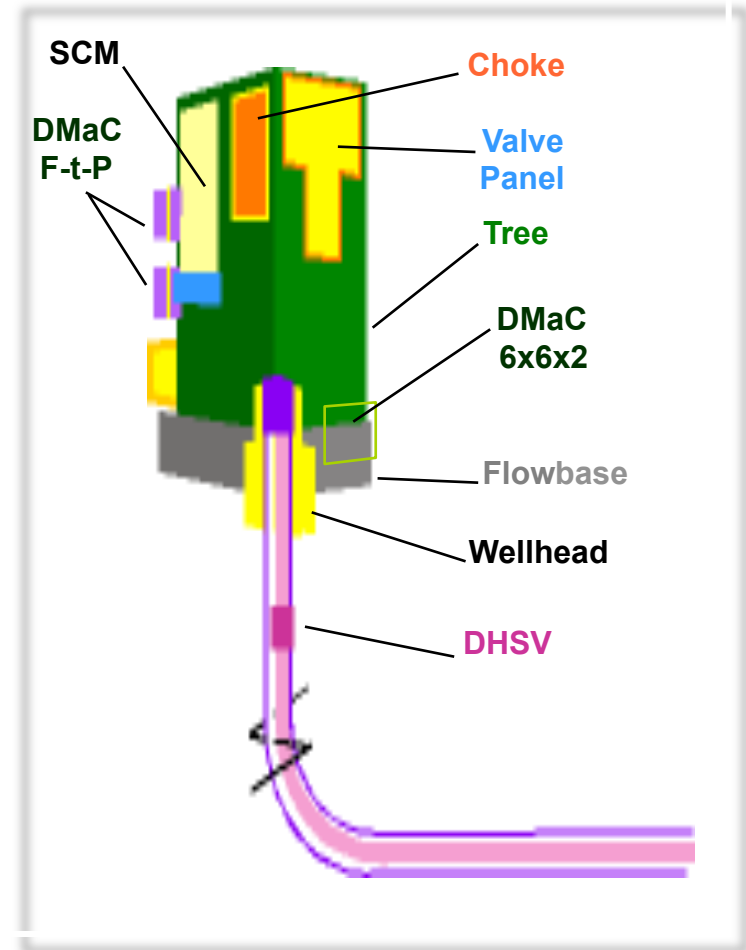 SCM
Choke
DMaC
F-t-P
Valve
Panel
Tree
DMaC
6x6x2
Flowbase
Wellhead
DHSV